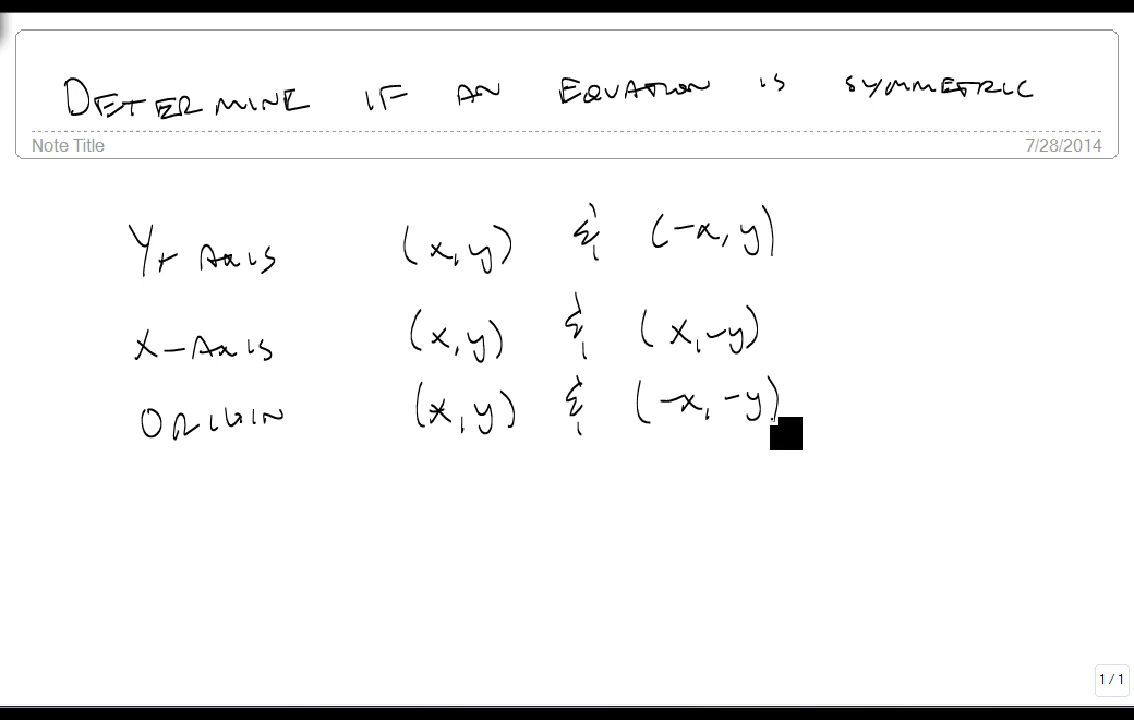 DETERMINE IF AN EQUATION IS SYMMETRIC
Note Title 7/28/2014
Y-AXIS (x, y) & (-x, y)
X-AXIS (x, y) & (x, -y)
ORIGIN (x, y) & (-x, -y)
1 / 1